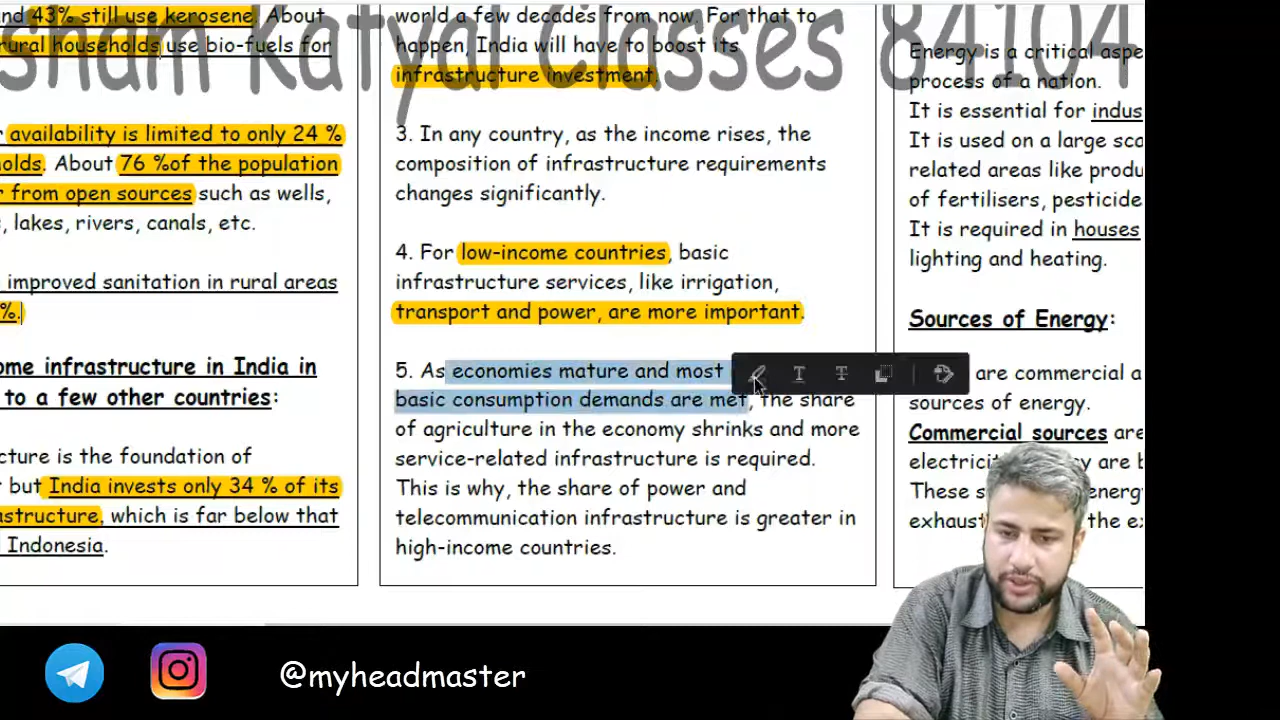 nd 43% still use kerosene. About
rural households use bio-fuels for
availability is limited to only 24 %
olds. About 76 %of the population
r from open sources such as wells,
, lakes, rivers, canals, etc.
improved sanitation in rural areas
%.
ome infrastructure in India in
to a few other countries:
cture is the foundation of
but India invests only 34 % of its
astructure, which is far below that
Indonesia.
world a few decades from now. For that to
happen, India will have to boost its
infrastructure investment.
3. In any country, as the income rises, the
composition of infrastructure requirements
changes significantly.
4. For low-income countries, basic
infrastructure services, like irrigation,
transport and power, are more important.
5. As economies mature and most
basic consumption demands are met, the share
of agriculture in the economy shrinks and more
service-related infrastructure is required.
This is why, the share of power and
telecommunication infrastructure is greater in
high-income countries.
Energy is a critical aspe
process of a nation.
It is essential for indus
It is used on a large sca
related areas like produ
of fertilisers, pesticide
It is required in houses
lighting and heating.
Sources of Energy:
are commercial a
sources of energy.
Commercial sources are
electricit y are b
These s energy
exhaust the ex
sham Katyal Classes 84104
@myheadmaster